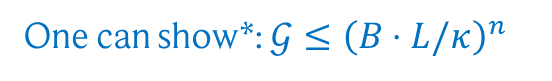 One can show*: 𝒢 ≤ (B · L/κ)ⁿ